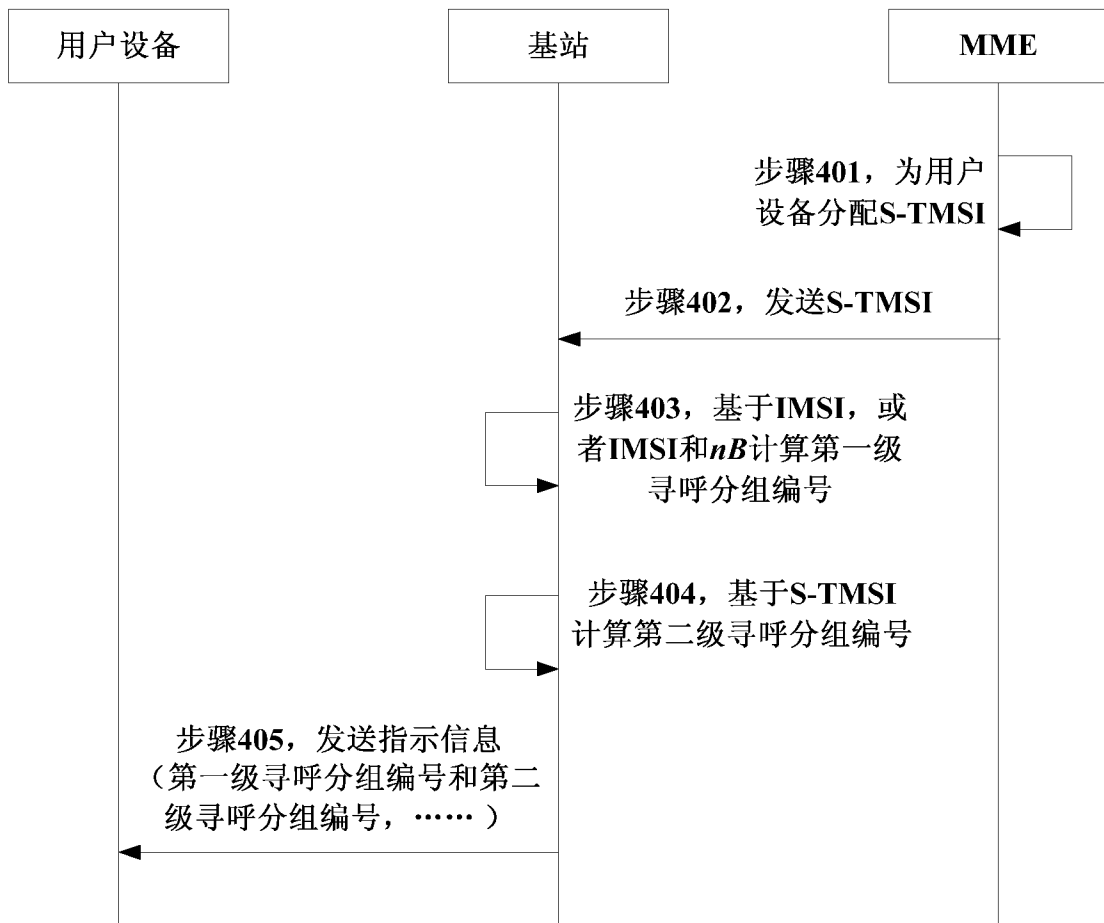 用户设备
基站
MME
步骤401，为用户
设备分配S-TMSI
步骤402，发送S-TMSI
步骤403，基于IMSI，或
者IMSI和nB计算第一级
寻呼分组编号
步骤404，基于S-TMSI
计算第二级寻呼分组编号
步骤405，发送指示信息
（第一级寻呼分组编号和第二
级寻呼分组编号，……）